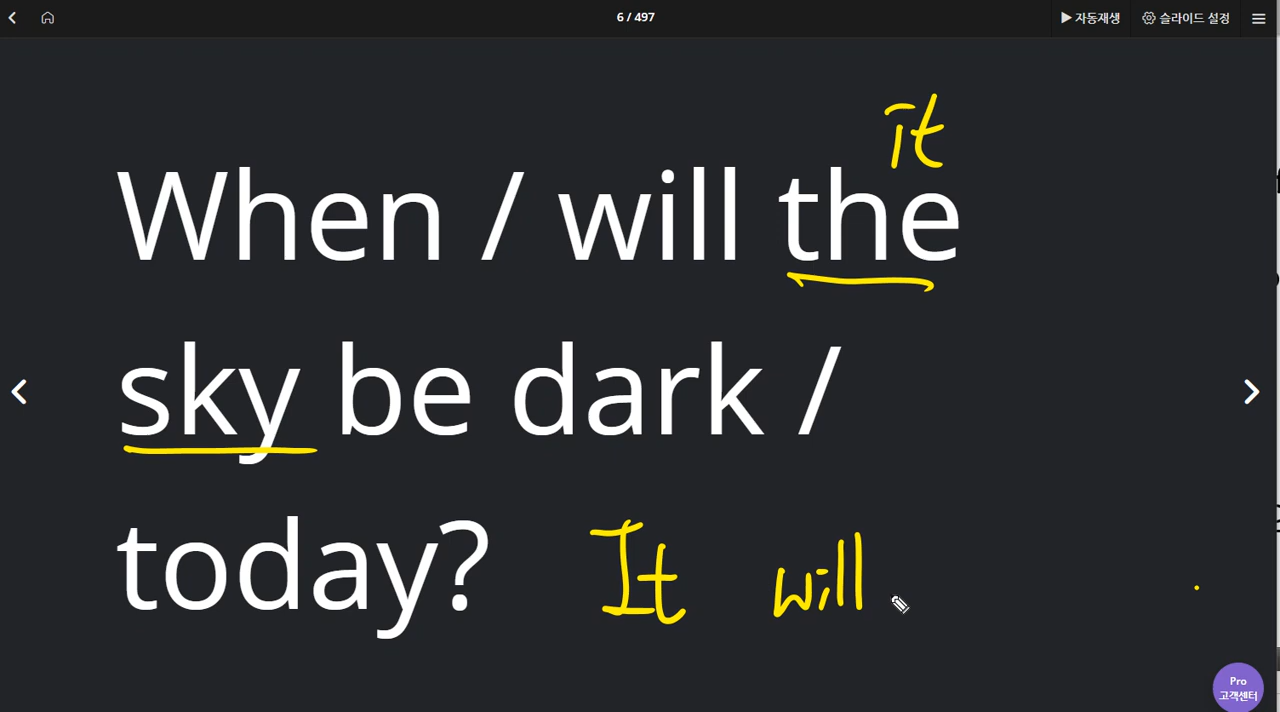 6 / 497
자동재생
슬라이드 설정
it
When / will the
sky be dark /
today? It will
Pro
고객센터